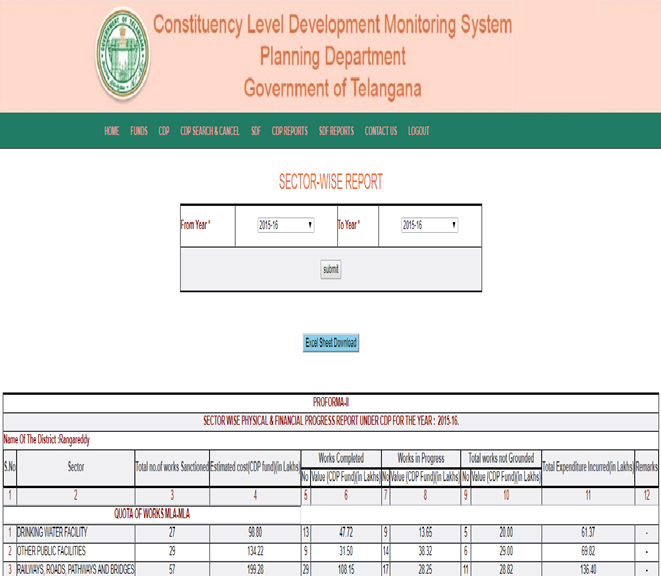 Constituency Level Development Monitoring System
Planning Department
Government of Telangana
HOME FUNDS CDP CDP SEARCH & CANCEL SDF CDP REPORTS SDF REPORTS CONTACT US LOGOUT
SECTOR-WISE REPORT
From Year * 2015-16 To Year * 2015-16
submit
Excel Sheet Download
PROFORMA-II
SECTOR WISE PHYSICAL & FINANCIAL PROGRESS REPORT UNDER CDP FOR THE YEAR : 2015-16.
Name Of The District :Rangareddy
S.No Sector Total no.of works Sanctioned Estimated cost(CDP fund)(in Lakhs) Works Completed Works in Progress Total works not Grounded Total Expenditure Incurred(in Lakhs) Remarks
No Value (CDP Fund)(in Lakhs) No Value (CDP Fund)(in Lakhs) No Value (CDP Fund)(in Lakhs)
1 2 3 4 5 6 7 8 9 10 11 12
QUOTA OF WORKS MLA-MLA
1 DRINKING WATER FACILITY 27 98.80 13 47.72 9 13.65 5 20.00 61.37 -
2 OTHER PUBLIC FACILITIES 29 134.22 9 31.50 14 38.32 6 29.00 69.82 -
3 RAILWAYS, ROADS, PATHWAYS AND BRIDGES 57 199.28 29 108.15 17 28.25 11 28.82 136.40 -